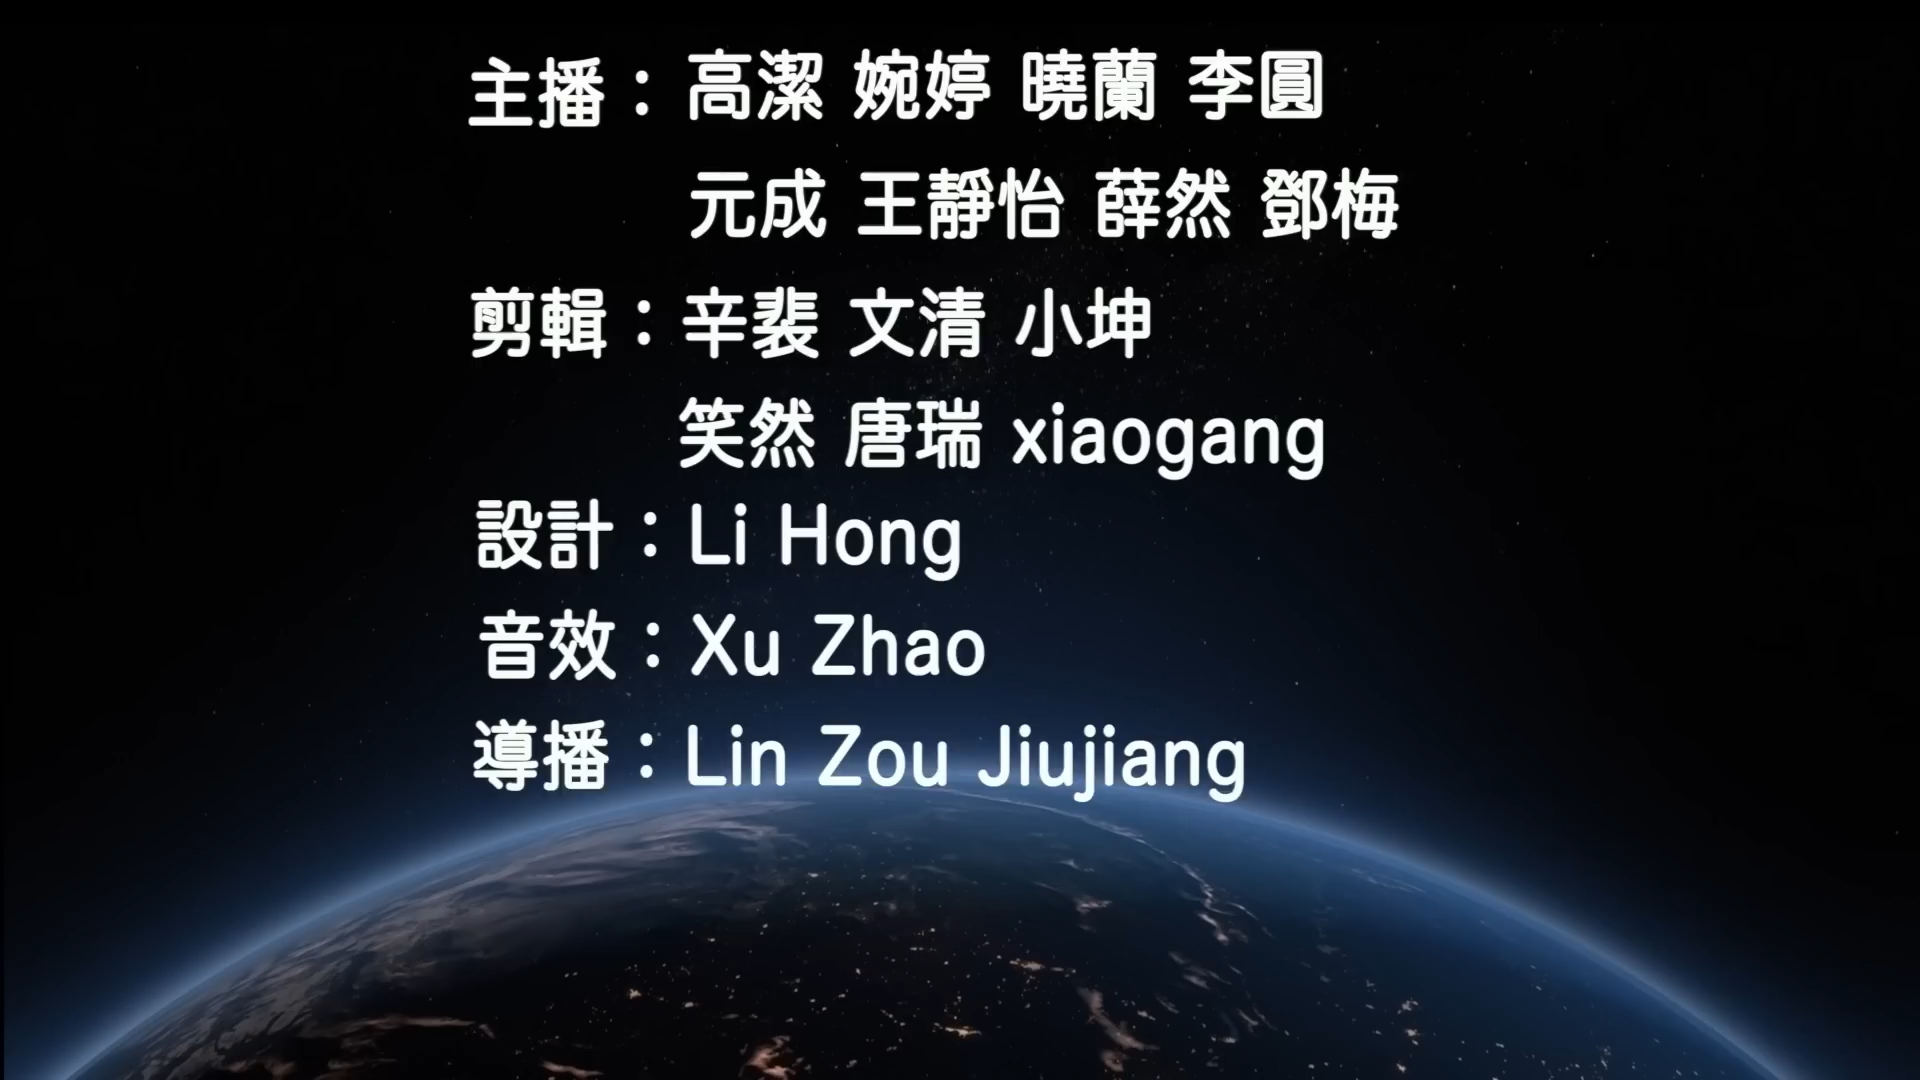 主播：高潔 婉婷 曉蘭 李圓
元成 王靜怡 薛然 鄧梅
剪輯：辛裴 文清 小坤
笑然 唐瑞 xiaogang
設計：Li Hong
音效：Xu Zhao
導播：Lin Zou Jiujiang